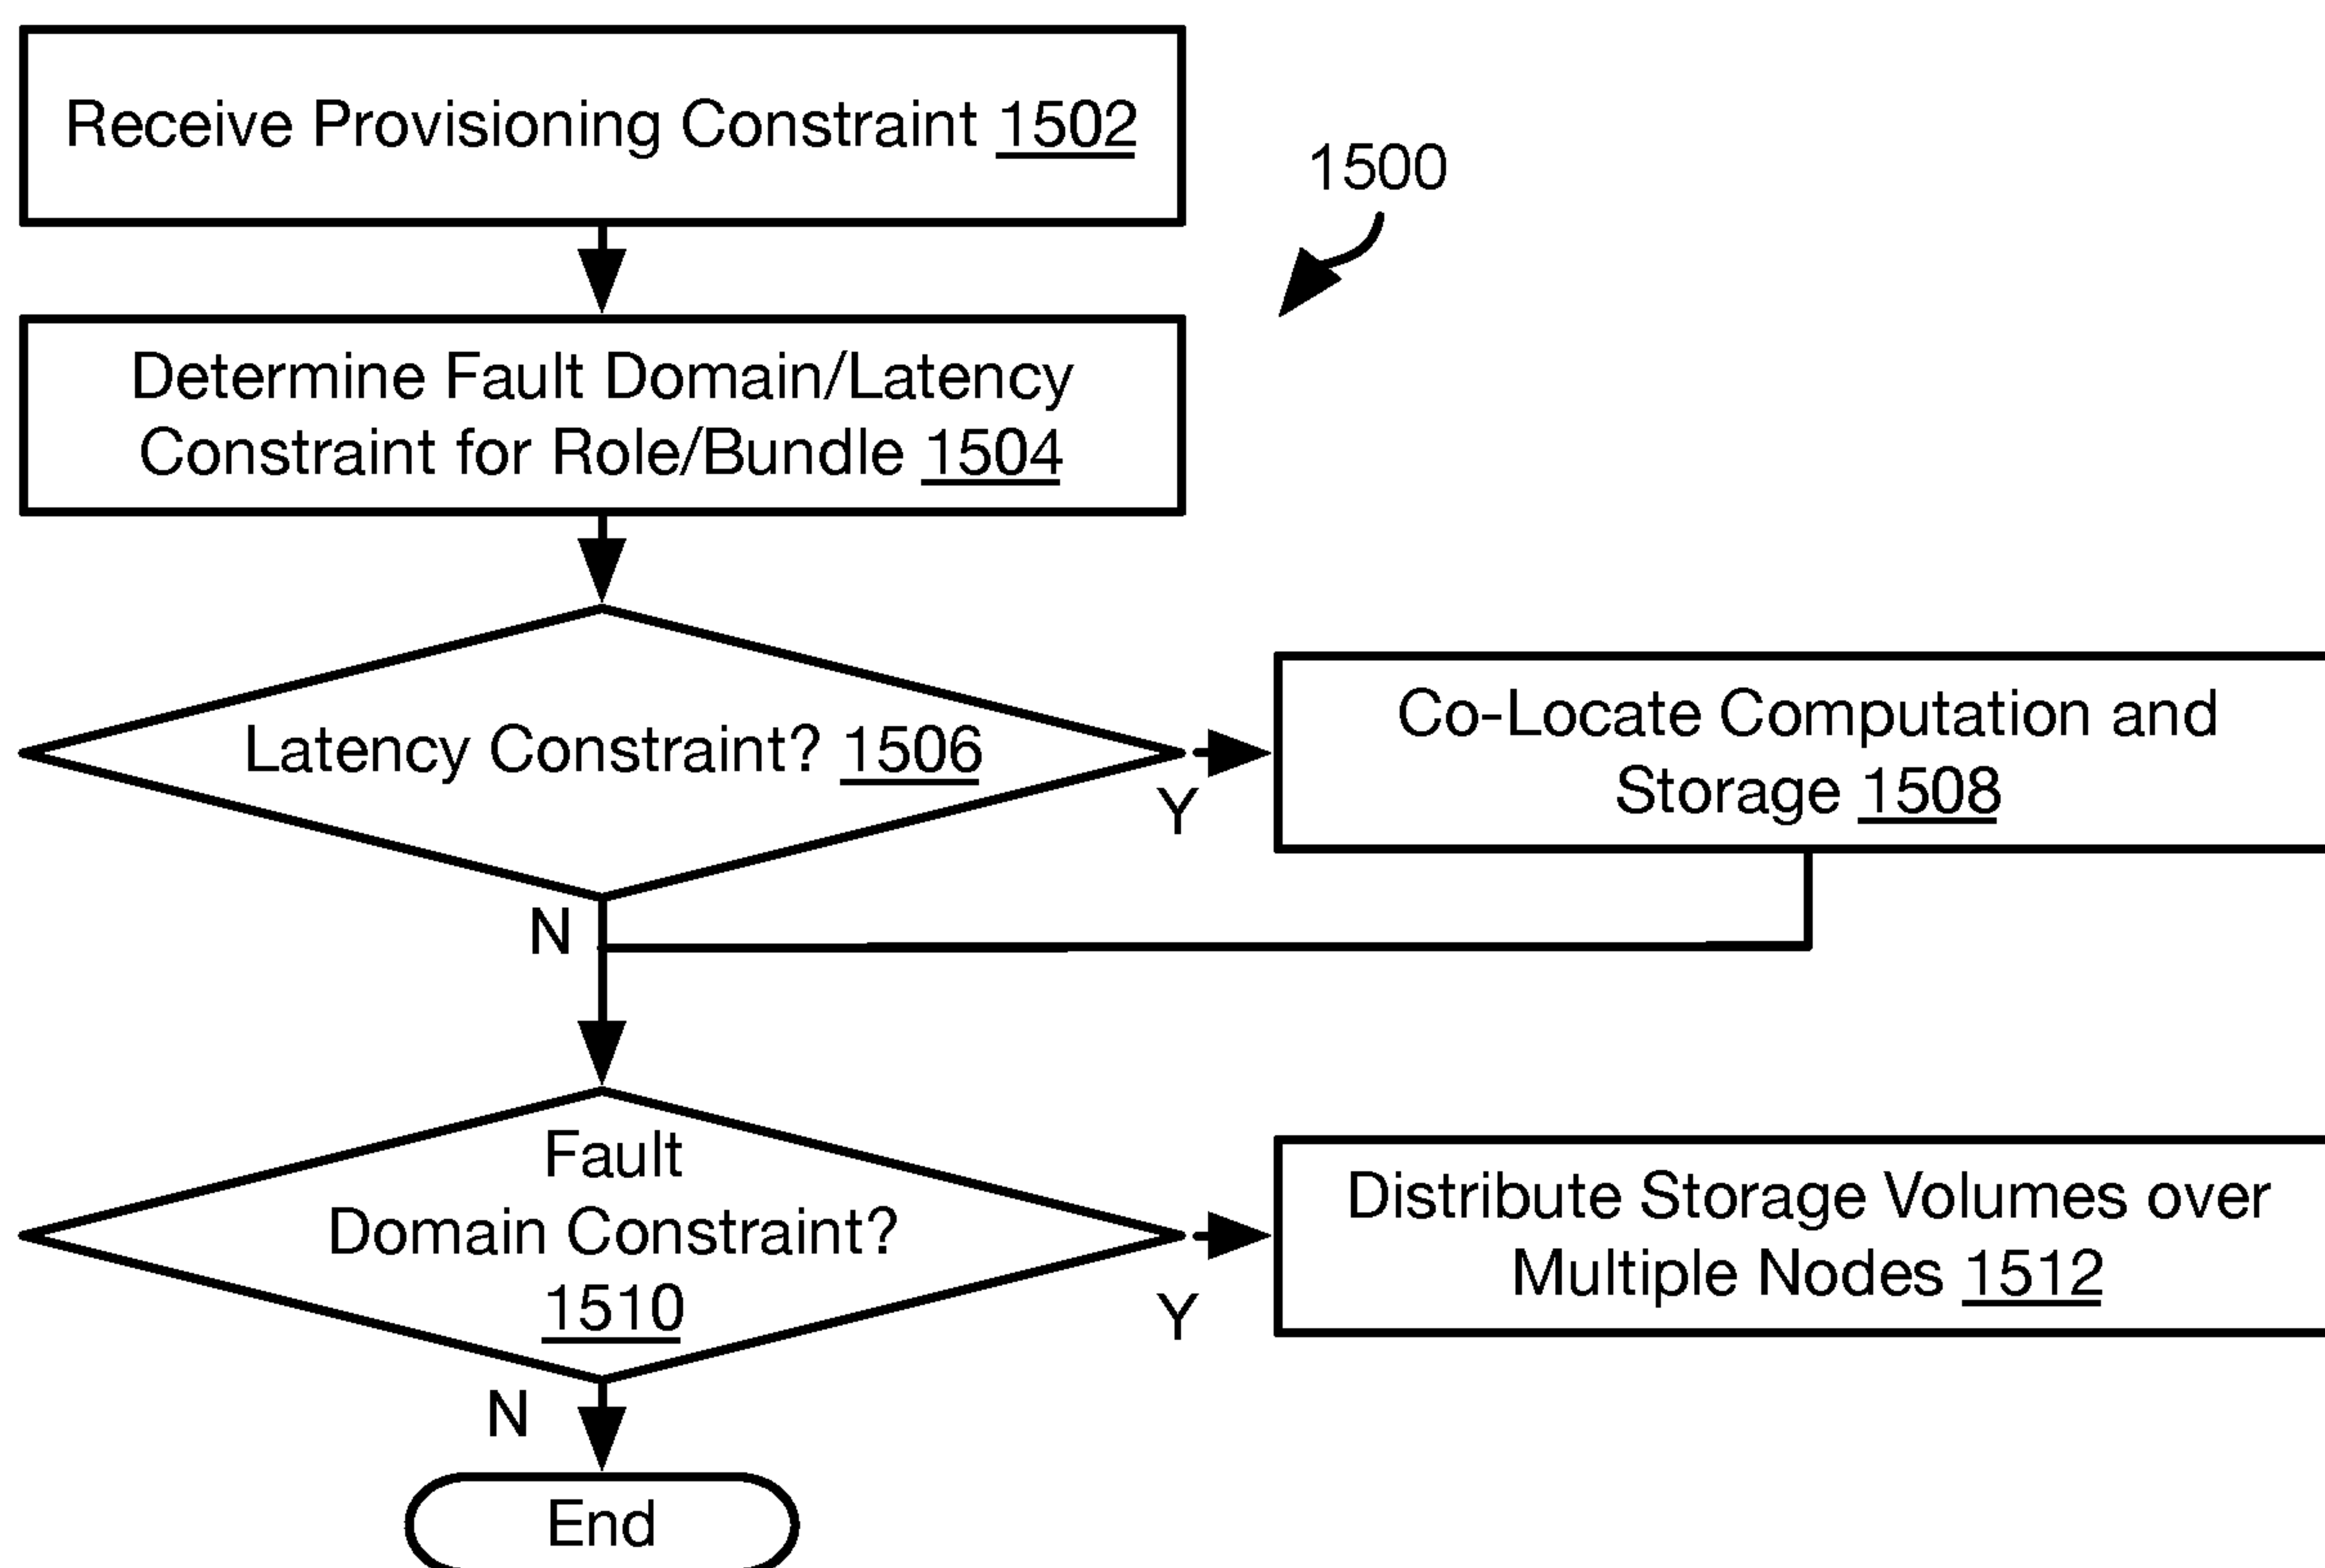 Receive Provisioning Constraint 1502
1500
Determine Fault Domain/Latency
Constraint for Role/Bundle 1504
Latency Constraint? 1506
Y
Co-Locate Computation and
Storage 1508
N
Fault
Domain Constraint?
1510
Y
Distribute Storage Volumes over
Multiple Nodes 1512
N
End